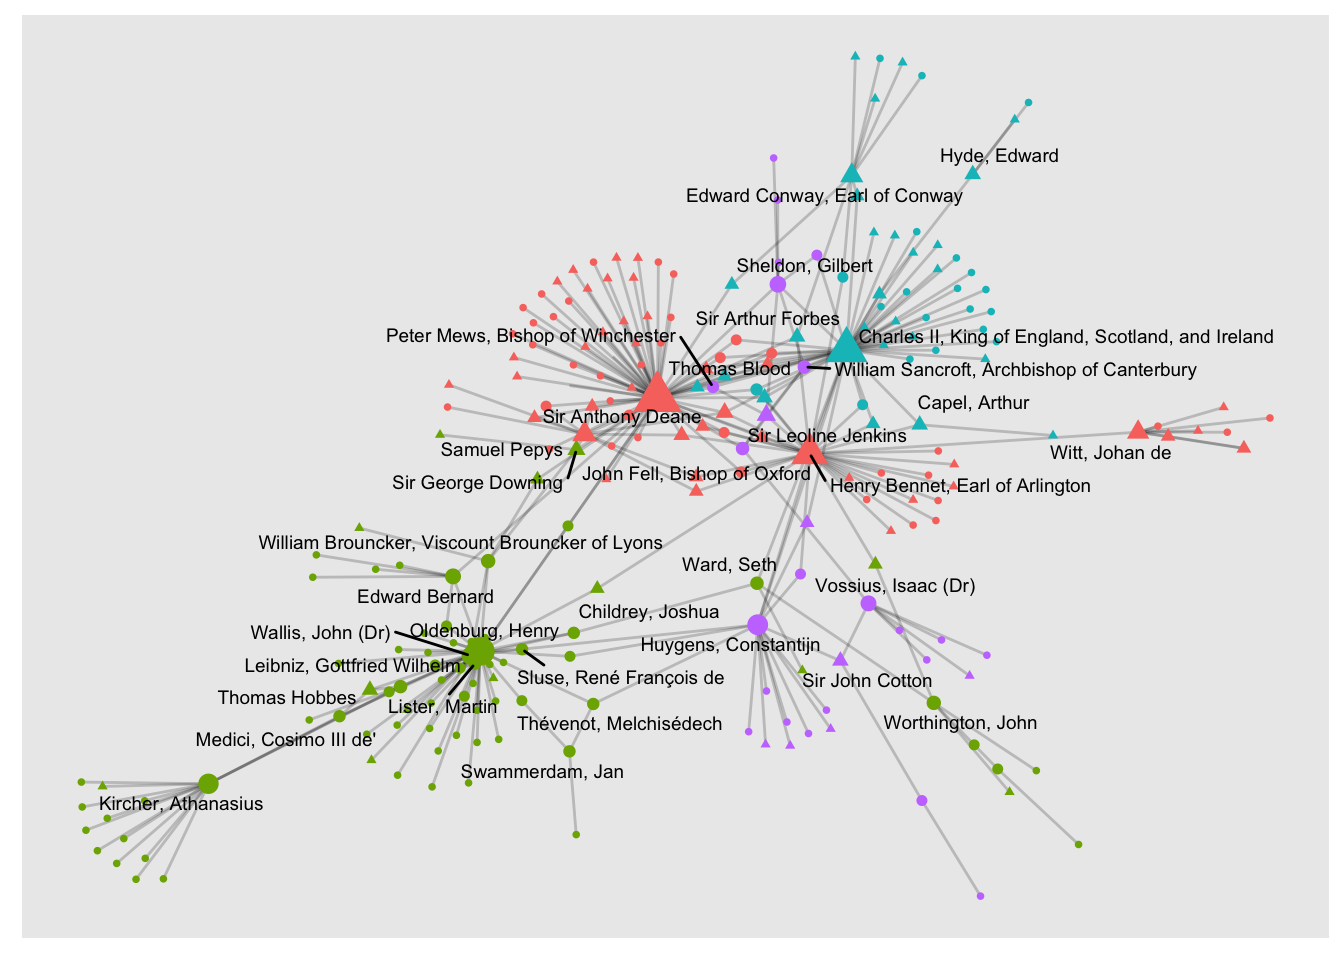 Hyde, Edward
Edward Conway, Earl of Conway
Sheldon, Gilbert
Sir Arthur Forbes
Peter Mews, Bishop of Winchester
Charles II, King of England, Scotland, and Ireland
Thomas Blood
William Sancroft, Archbishop of Canterbury
Capel, Arthur
Sir Anthony Deane
Sir Leoline Jenkins
Samuel Pepys
Witt, Johan de
John Fell, Bishop of Oxford
Sir George Downing
Henry Bennet, Earl of Arlington
William Brouncker, Viscount Brouncker of Lyons
Ward, Seth
Vossius, Isaac (Dr)
Edward Bernard
Childrey, Joshua
Wallis, John (Dr)
Oldenburg, Henry
Huygens, Constantijn
Leibniz, Gottfried Wilhelm
Sluse, René François de
Sir John Cotton
Thomas Hobbes
Lister, Martin
Thévenot, Melchisédech
Worthington, John
Medici, Cosimo III de'
Swammerdam, Jan
Kircher, Athanasius